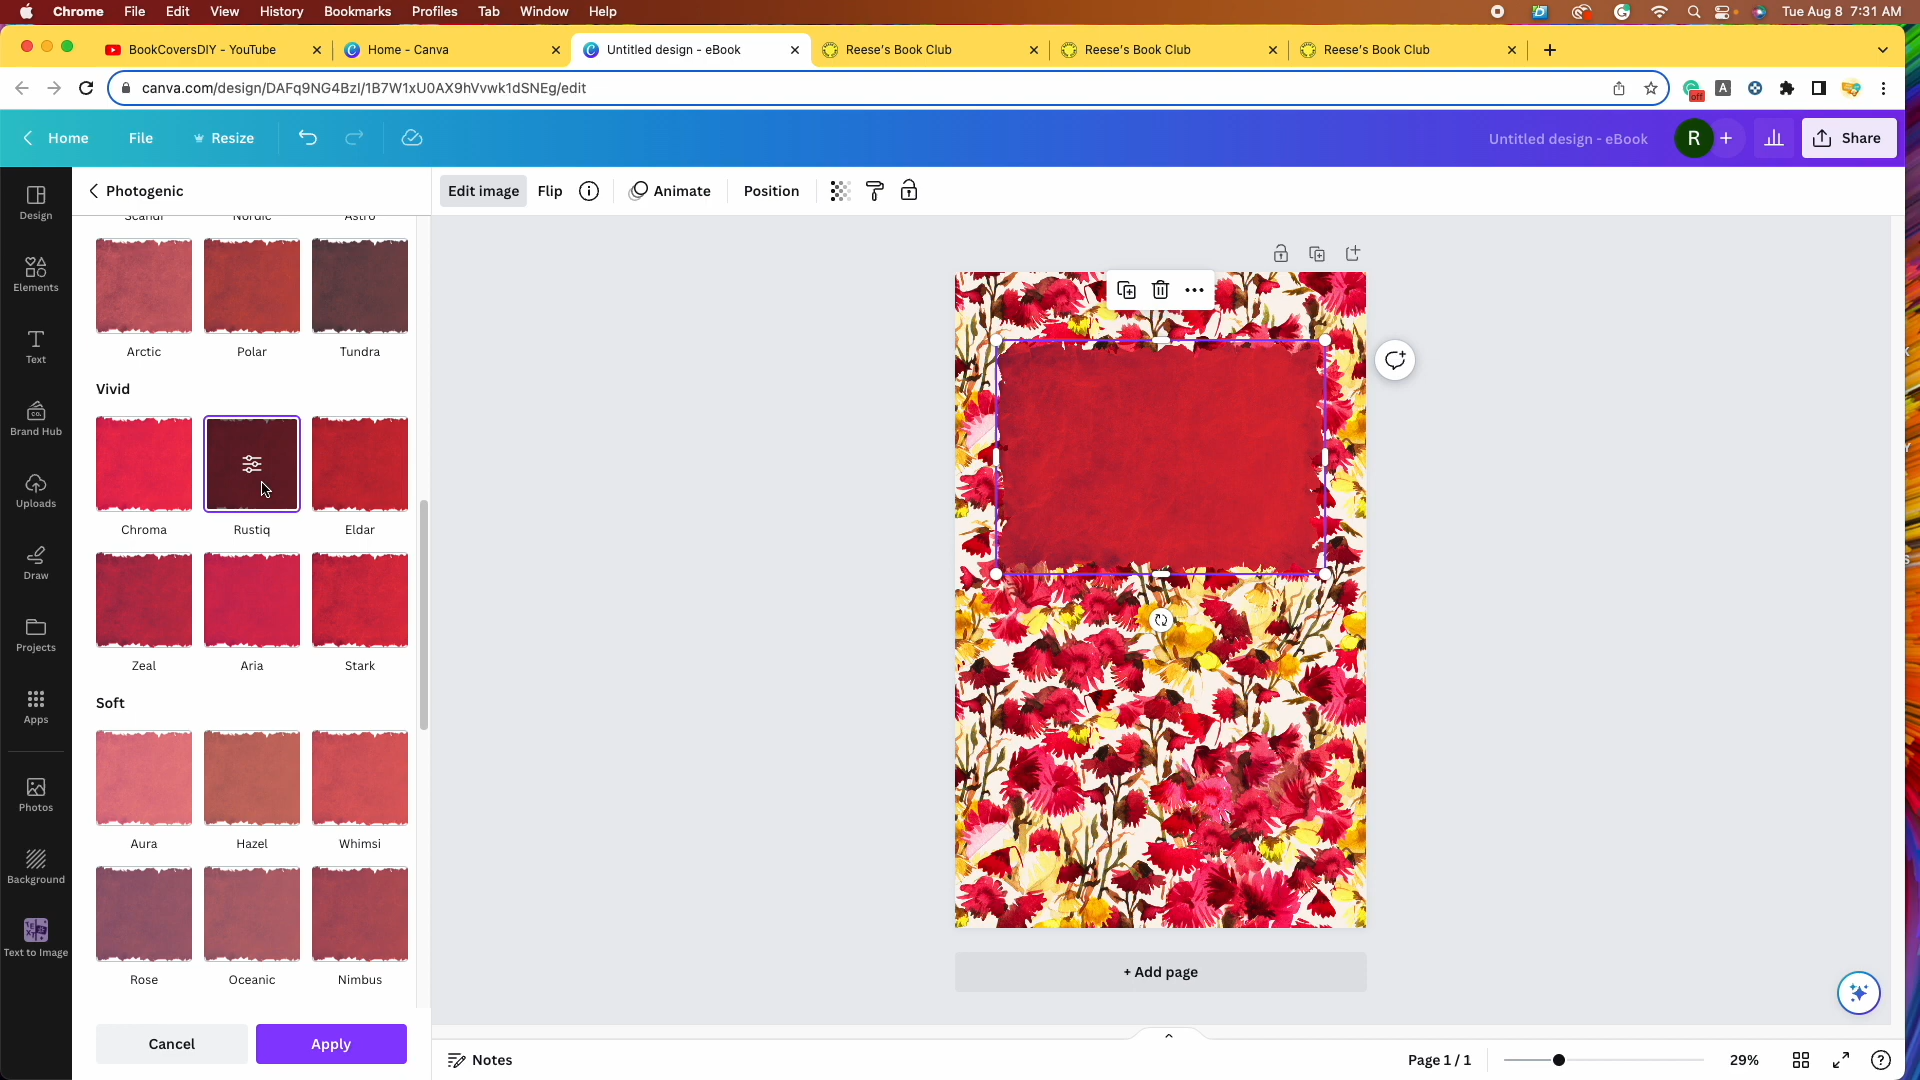 Chrome File Edit View History Bookmarks Profiles Tab Window Help Tue Aug 8 7:31 AM
BookCoversDIY - YouTube Home - Canva Untitled design - eBook Reese's Book Club Reese's Book Club Reese's Book Club
canva.com/design/DAFq9NG4BzI/1B7W1xU0AX9hVvwk1dSNEg/edit
Home File Resize Untitled design - eBook R Share
Photogenic Edit image Flip Animate Position
Design
Elements
Text
Brand Hub
Uploads
Draw
Projects
Apps
Photos
Background
Text to Image
Scandi Nordic Astro
Arctic Polar Tundra
Vivid
Chroma Rustiq Eldar
Zeal Aria Stark
Soft
Aura Hazel Whimsi
Rose Oceanic Nimbus
Cancel Apply
+ Add page
Notes Page 1 / 1 29%